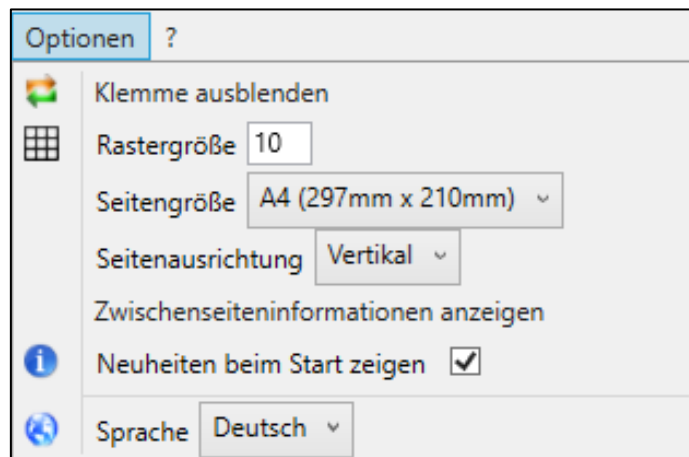 Optionen ?
Klemme ausblenden
Rastergröße 10
Seitengröße A4 (297mm x 210mm)
Seitenausrichtung Vertikal
Zwischenseiteninformationen anzeigen
Neuheiten beim Start zeigen
Sprache Deutsch